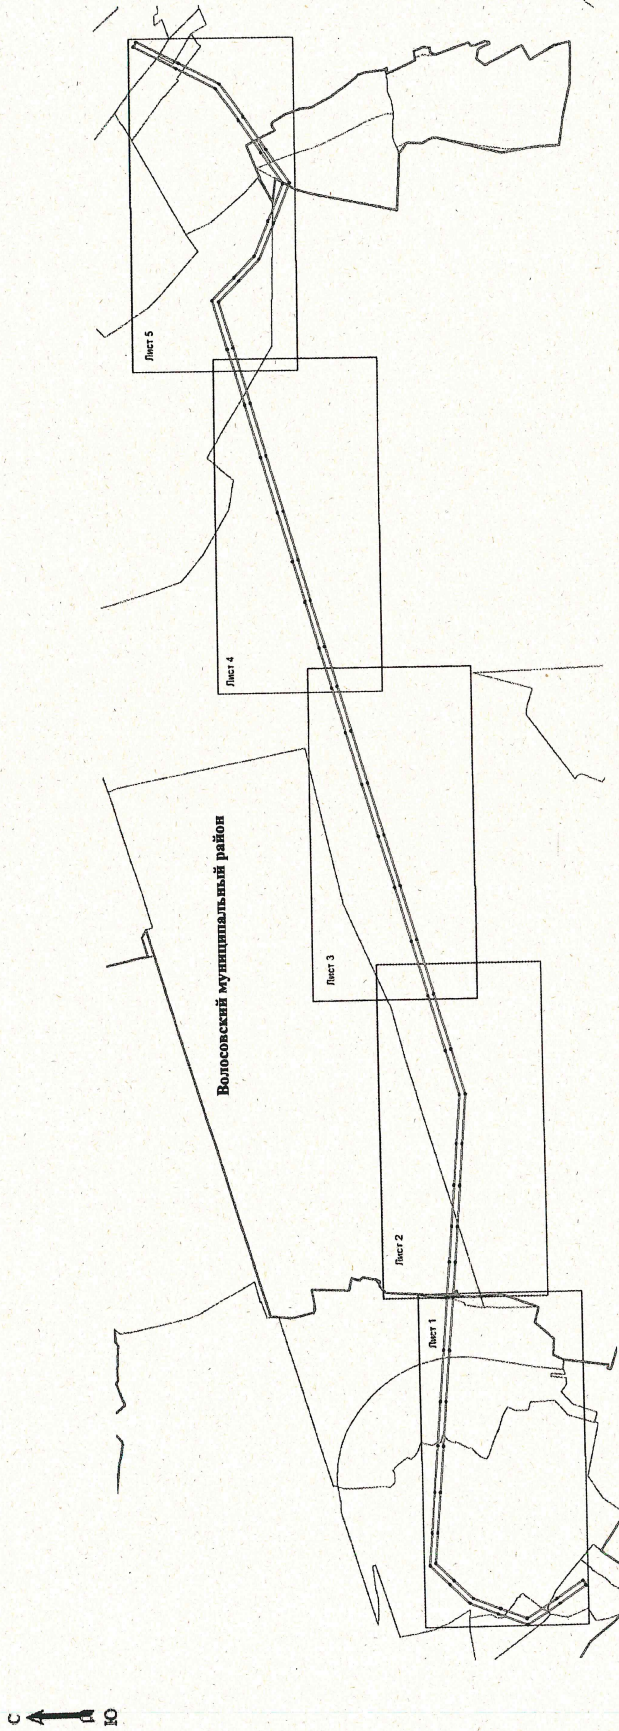 С
Ю
Волосовский муниципальный район
Лист 1
Лист 2
Лист 3
Лист 4
Лист 5